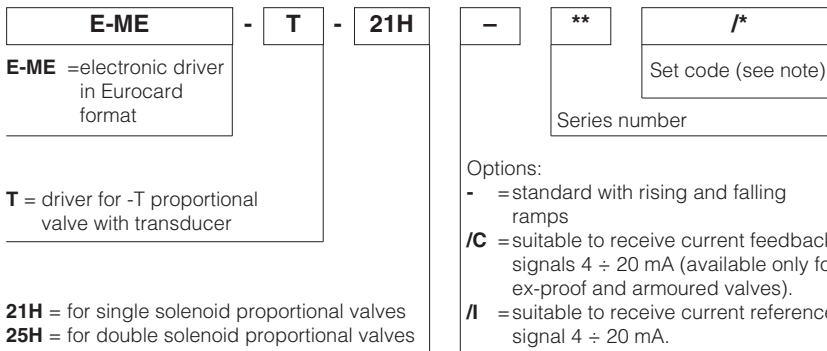 E-ME - T - 21H – ** /*
E-ME =electronic driver
in Eurocard
format
Set code (see note)
Series number
T = driver for -T proportional
valve with transducer
21H = for single solenoid proportional valves
25H = for double solenoid proportional valves
Options:
- =standard with rising and falling
ramps
/C =suitable to receive current feedback
signals 4 ÷ 20 mA (available only fo
ex-proof and armoured valves).
/I =suitable to receive current reference
signal 4 ÷ 20 mA.